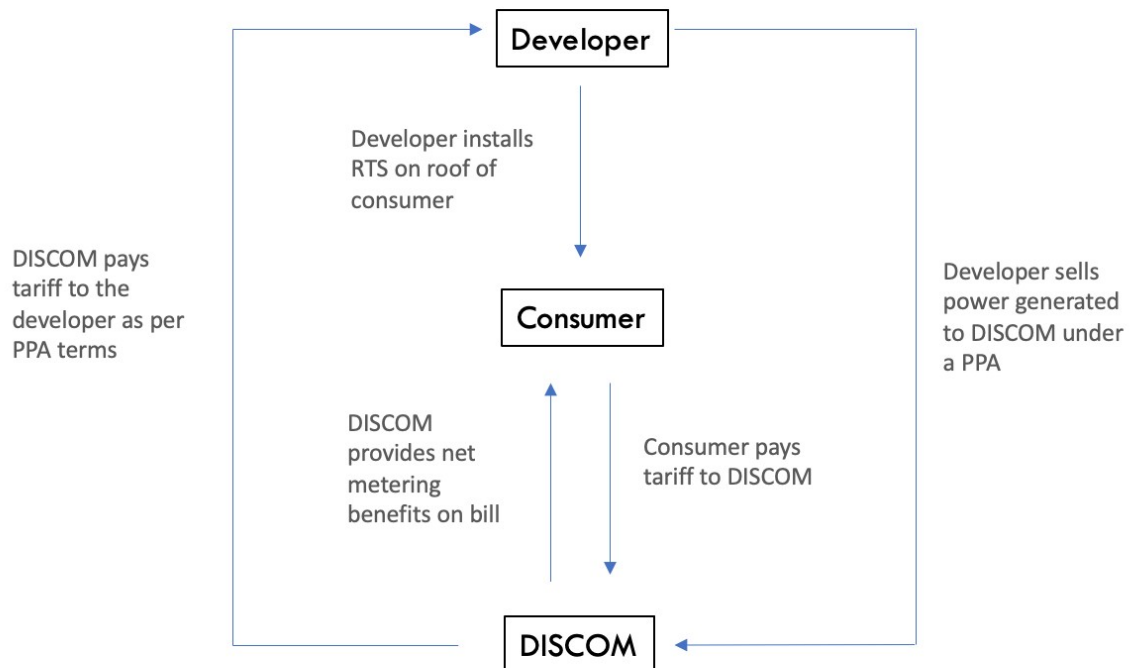 Developer
Developer installs
RTS on roof of
consumer
DISCOM pays
tariff to the
developer as per
PPA terms
Developer sells
power generated
to DISCOM under
a PPA
Consumer
DISCOM
provides net
metering
benefits on bill
Consumer pays
tariff to DISCOM
DISCOM